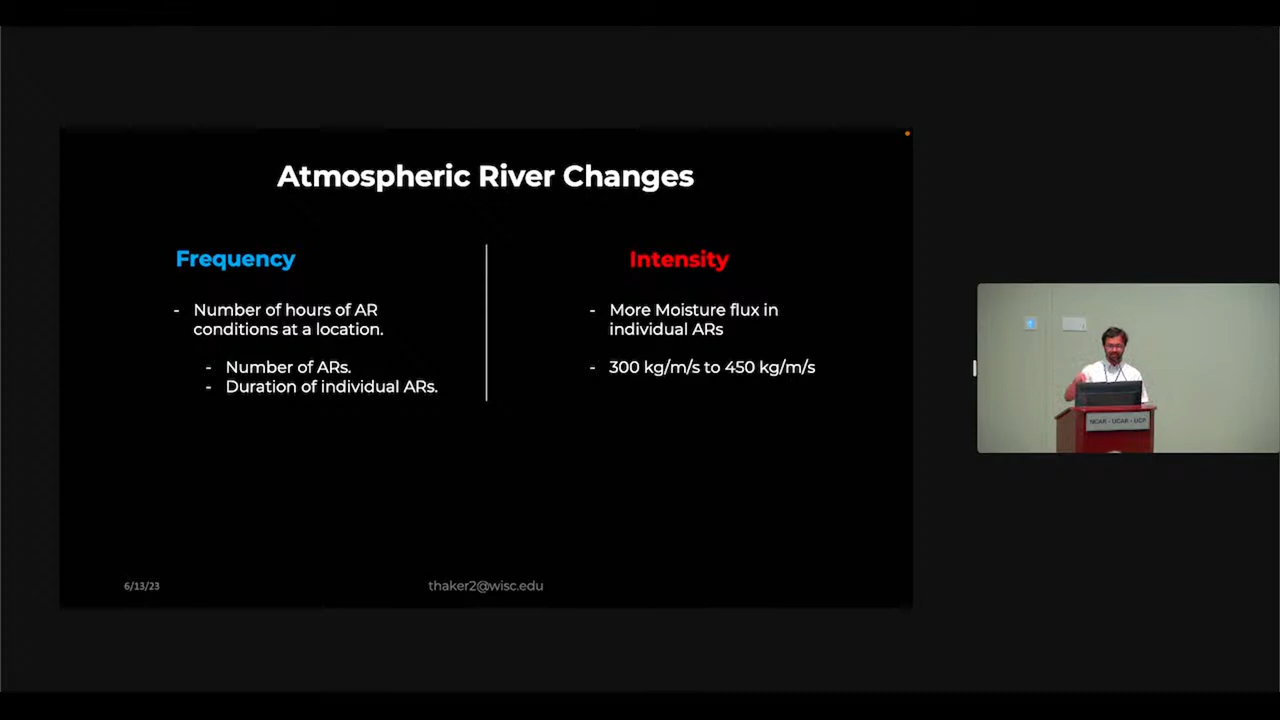 Atmospheric River Changes
Frequency
- Number of hours of AR
conditions at a location.
- Number of ARs.
- Duration of individual ARs.
Intensity
- More Moisture flux in
individual ARs
- 300 kg/m/s to 450 kg/m/s
6/13/23
thaker2@wisc.edu
NCAR - UCAR - UCP